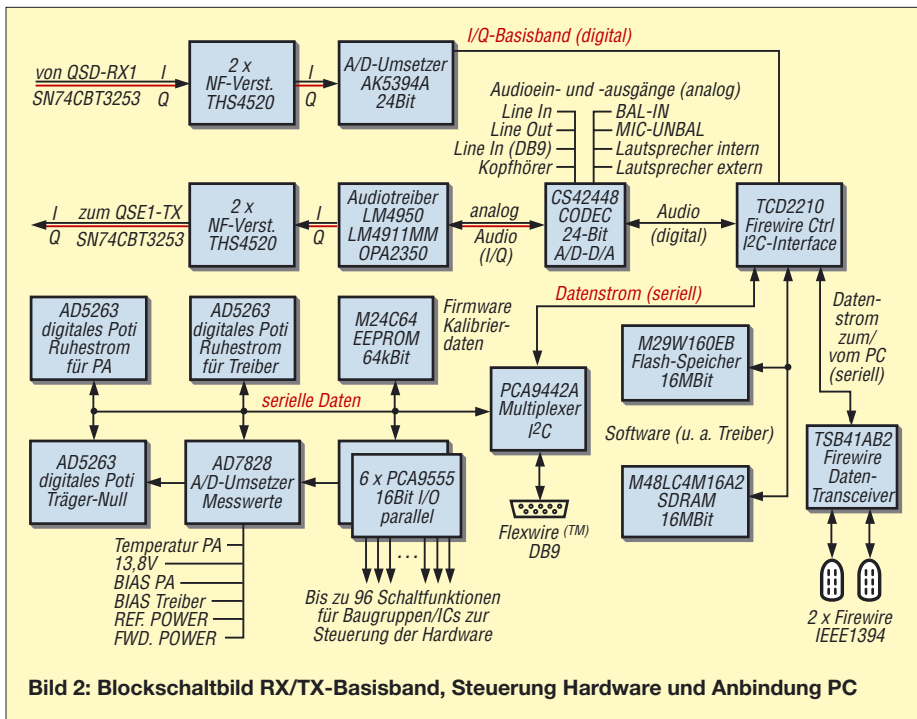 I/Q-Basisband (digital)
von QSD-RX1
SN74CBT3253
I
Q
2 x
NF-Verst.
THS4520
I
Q
A/D-Umsetzer
AK5394A
24Bit
Audioein- und -ausgänge (analog)
Line In
Line Out
Line In (DB9)
Kopfhörer
BAL-IN
MIC-UNBAL
Lautsprecher intern
Lautsprecher extern
I
Q
zum QSE1-TX
SN74CBT3253
2 x
NF-Verst.
THS4520
I
Q
Audiotreiber
LM4950
LM4911MM
OPA2350
analog
Audio
(I/Q)
CS42448
CODEC
24-Bit
A/D-D/A
Audio
(digital)
TCD2210
Firewire Ctrl
I²C-Interface
AD5263
digitales Poti
Ruhestrom
für PA
AD5263
digitales Poti
Ruhestrom
für Treiber
M24C64
EEPROM
64kBit
Firmware
Kalibrier-
daten
Datenstrom (seriell)
M29W160EB
Flash-Speicher
16MBit
Daten-
strom
zum/
vom PC
(seriell)
serielle Daten
PCA9442A
Multiplexer
I²C
Software (u. a. Treiber)
AD5263
digitales Poti
Träger-Null
AD7828
A/D-Umsetzer
Messwerte
6 x PCA9555
16Bit I/O
parallel
M48LC4M16A2
SDRAM
16MBit
TSB41AB2
Firewire
Daten-
Transceiver
Flexwire (TM)
DB9
Temperatur PA
13,8V
BIAS PA
BIAS Treiber
REF. POWER
FWD. POWER
...
Bis zu 96 Schaltfunktionen
für Baugruppen/ICs zur
Steuerung der Hardware
2 x Firewire
IEEE1394
Bild 2: Blockschaltbild RX/TX-Basisband, Steuerung Hardware und Anbindung PC